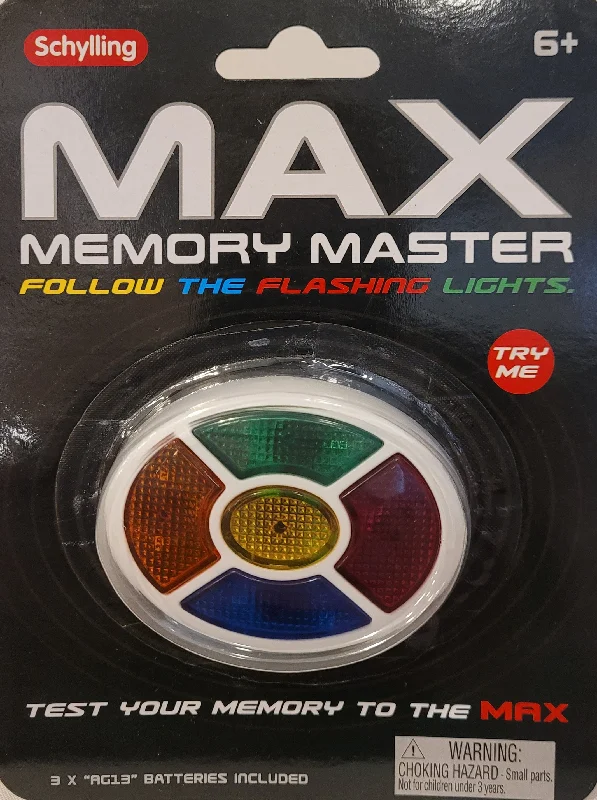 Schylling
6+
MAX
MEMORY MASTER
FOLLOW THE FLASHING LIGHTS.
TRY
ME
TEST YOUR MEMORY TO THE MAX
3 X "AG13" BATTERIES INCLUDED
WARNING:
CHOKING HAZARD - Small parts.
Not for children under 3 years.